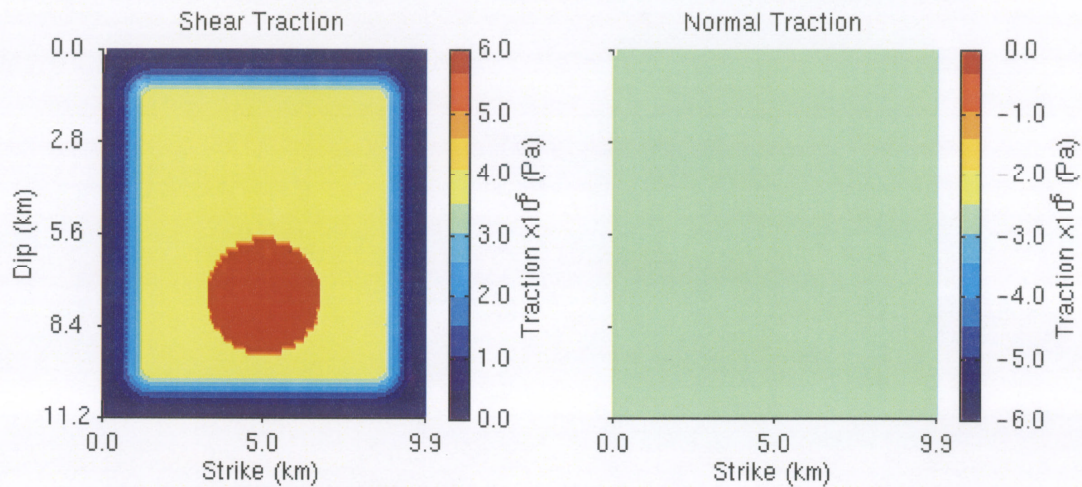 Shear Traction
0.0
2.8
5.6
8.4
11.2
Dip (km)
0.0 5.0 9.9
Strike (km)
6.0
5.0
4.0
3.0
2.0
1.0
0.0
Traction ×10⁶ (Pa)
Normal Traction
0.0 5.0 9.9
Strike (km)
0.0
−1.0
−2.0
−3.0
−4.0
−5.0
−6.0
Traction ×10⁶ (Pa)